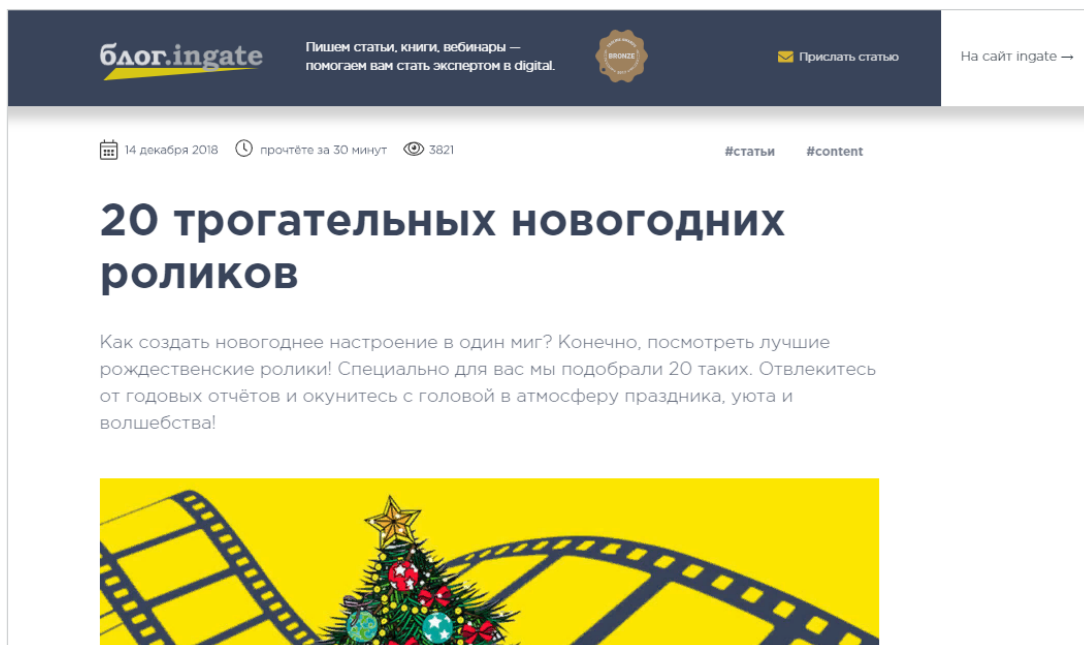 блог.ingate
Пишем статьи, книги, вебинары —
помогаем вам стать экспертом в digital.
BRONZE
Прислать статью
На сайт ingate →
14 декабря 2018 прочтёте за 30 минут 3821
#статьи #content
20 трогательных новогодних
роликов
Как создать новогоднее настроение в один миг? Конечно, посмотреть лучшие
рождественские ролики! Специально для вас мы подобрали 20 таких. Отвлекитесь
от годовых отчётов и окунитесь с головой в атмосферу праздника, уюта и
волшебства!